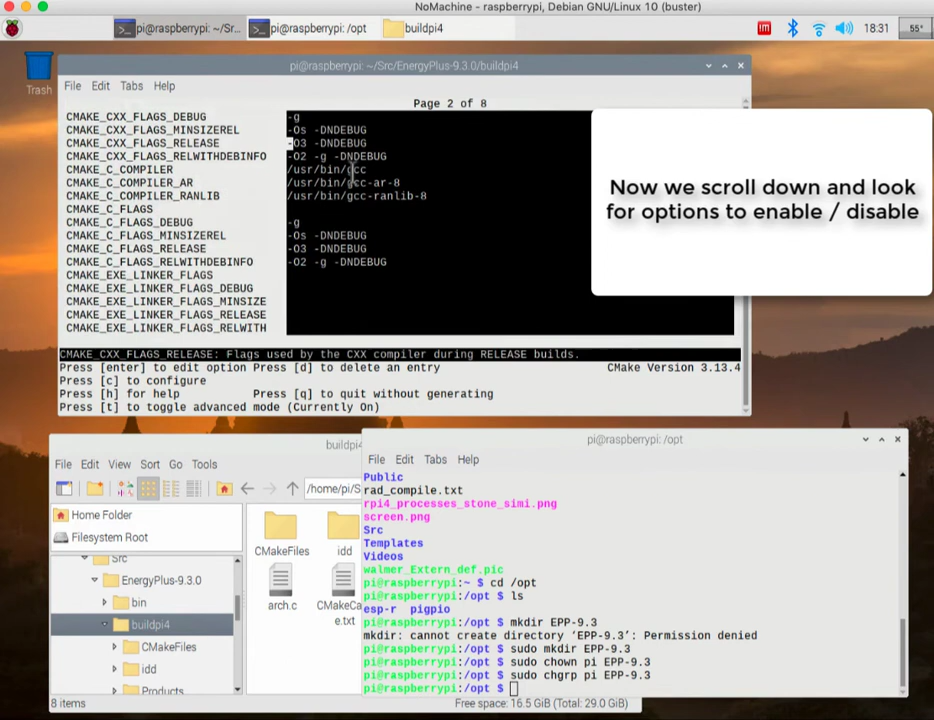 NoMachine - raspberrypi, Debian GNU/Linux 10 (buster)
pi@raspberrypi: ~/Sr...
pi@raspberrypi: /opt
buildpi4
18:31
55°
Trash
pi@raspberrypi: ~/Src/EnergyPlus-9.3.0/buildpi4
File Edit Tabs Help
Page 2 of 8
CMAKE_CXX_FLAGS_DEBUG -g
CMAKE_CXX_FLAGS_MINSIZEREL -Os -DNDEBUG
CMAKE_CXX_FLAGS_RELEASE -O3 -DNDEBUG
CMAKE_CXX_FLAGS_RELWITHDEBINFO -O2 -g -DNDEBUG
CMAKE_C_COMPILER /usr/bin/gcc
CMAKE_C_COMPILER_AR /usr/bin/gcc-ar-8
CMAKE_C_COMPILER_RANLIB /usr/bin/gcc-ranlib-8
CMAKE_C_FLAGS
CMAKE_C_FLAGS_DEBUG -g
CMAKE_C_FLAGS_MINSIZEREL -Os -DNDEBUG
CMAKE_C_FLAGS_RELEASE -O3 -DNDEBUG
CMAKE_C_FLAGS_RELWITHDEBINFO -O2 -g -DNDEBUG
CMAKE_EXE_LINKER_FLAGS
CMAKE_EXE_LINKER_FLAGS_DEBUG
CMAKE_EXE_LINKER_FLAGS_MINSIZE
CMAKE_EXE_LINKER_FLAGS_RELEASE
CMAKE_EXE_LINKER_FLAGS_RELWITH
CMAKE_CXX_FLAGS_RELEASE: Flags used by the CXX compiler during RELEASE builds.
Press [enter] to edit option Press [d] to delete an entry CMake Version 3.13.4
Press [c] to configure
Press [h] for help Press [q] to quit without generating
Press [t] to toggle advanced mode (Currently On)
Now we scroll down and look
for options to enable / disable
buildpi4
File Edit View Sort Go Tools
/home/pi/S
Home Folder
Filesystem Root
Src
EnergyPlus-9.3.0
bin
buildpi4
CMakeFiles
idd
Products
CMakeFiles
idd
arch.c
CMakeCa
e.txt
8 items
Free space: 16.5 GiB (Total: 29.0 GiB)
pi@raspberrypi: /opt
File Edit Tabs Help
Public
rad_compile.txt
rpi4_processes_stone_simi.png
screen.png
Src
Templates
Videos
walmer_Extern_def.pic
pi@raspberrypi:~ $ cd /opt
pi@raspberrypi:/opt $ ls
esp-r pigpio
pi@raspberrypi:/opt $ mkdir EPP-9.3
mkdir: cannot create directory ‘EPP-9.3’: Permission denied
pi@raspberrypi:/opt $ sudo mkdir EPP-9.3
pi@raspberrypi:/opt $ sudo chown pi EPP-9.3
pi@raspberrypi:/opt $ sudo chgrp pi EPP-9.3
pi@raspberrypi:/opt $